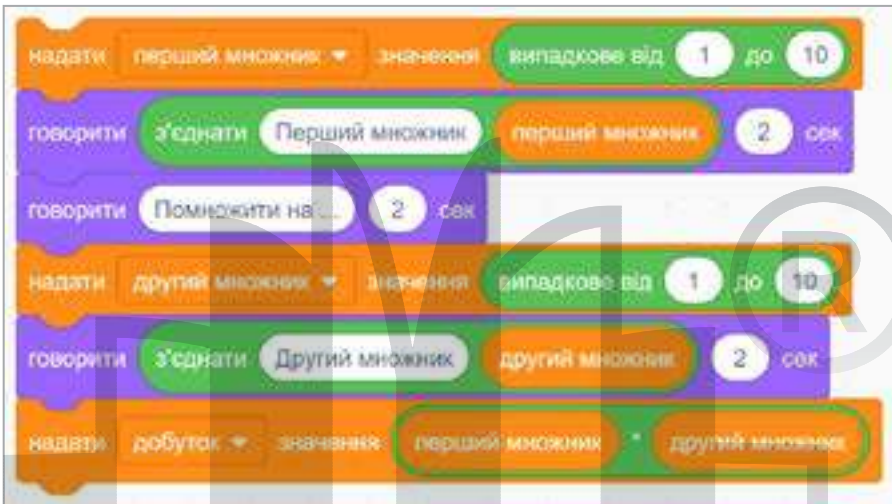 надати перший множник значення випадкове від 1 до 10
говорити з'єднати Перший множник перший множник 2 сек
говорити Помножити на ... 2 сек
надати другий множник значення випадкове від 1 до 10
говорити з'єднати Другий множник другий множник 2 сек
надати добуток значення перший множник * другий множник